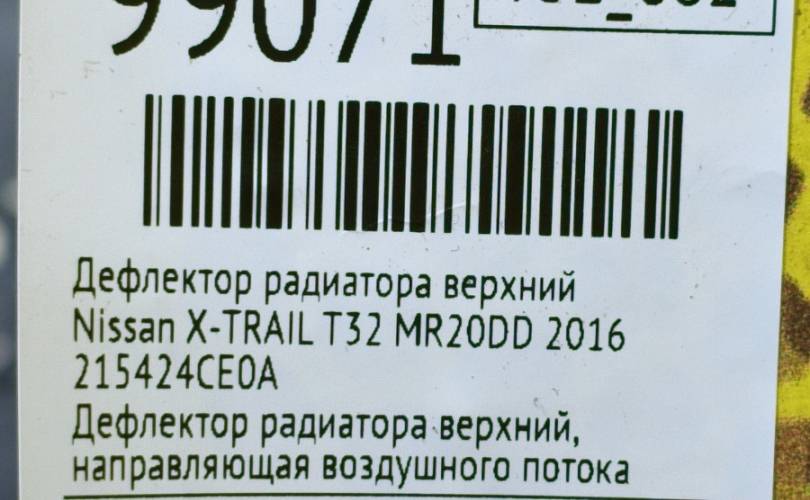 99071
Дефлектор радиатора верхний
Nissan X-TRAIL T32 MR20DD 2016
215424CE0A
Дефлектор радиатора верхний,
направляющая воздушного потока